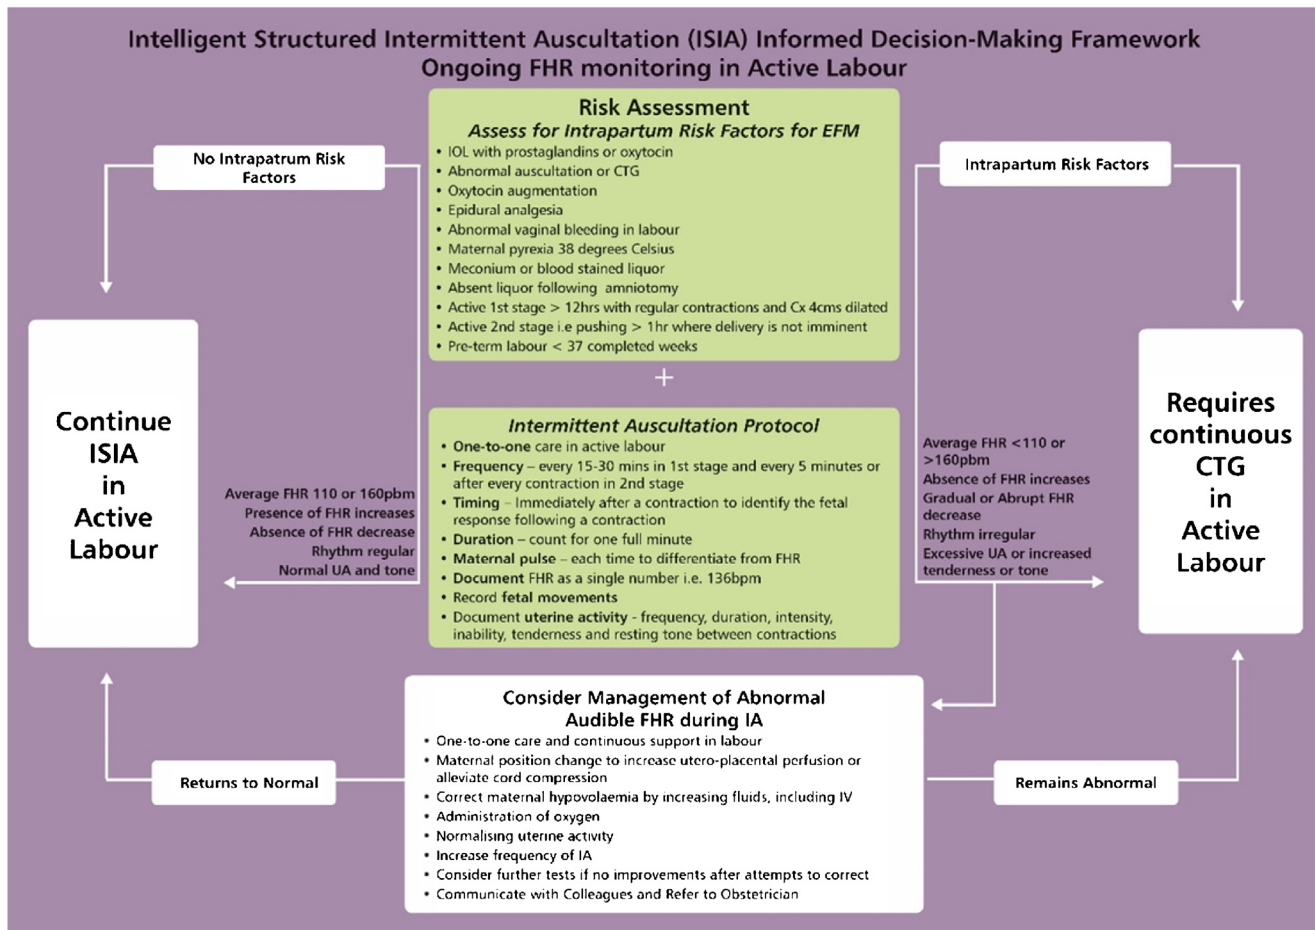 Intelligent Structured Intermittent Auscultation (ISIA) Informed Decision-Making Framework
Ongoing FHR monitoring in Active Labour
Risk Assessment
Assess for Intrapartum Risk Factors for EFM
• IOL with prostaglandins or oxytocin
• Abnormal auscultation or CTG
• Oxytocin augmentation
• Epidural analgesia
• Abnormal vaginal bleeding in labour
• Maternal pyrexia 38 degrees Celsius
• Meconium or blood stained liquor
• Absent liquor following amniotomy
• Active 1st stage > 12hrs with regular contractions and Cx 4cms dilated
• Active 2nd stage i.e pushing > 1hr where delivery is not imminent
• Pre-term labour < 37 completed weeks
No Intrapatrum Risk
Factors
Intrapartum Risk Factors
+
Continue
ISIA
in
Active
Labour
Average FHR 110 or 160pbm
Presence of FHR increases
Absence of FHR decrease
Rhythm regular
Normal UA and tone
Intermittent Auscultation Protocol
• One-to-one care in active labour
• Frequency – every 15-30 mins in 1st stage and every 5 minutes or
after every contraction in 2nd stage
• Timing – Immediately after a contraction to identify the fetal
response following a contraction
• Duration – count for one full minute
• Maternal pulse – each time to differentiate from FHR
• Document FHR as a single number i.e. 136bpm
• Record fetal movements
• Document uterine activity - frequency, duration, intensity,
inability, tenderness and resting tone between contractions
Average FHR <110 or
>160pbm
Absence of FHR increases
Gradual or Abrupt FHR
decrease
Rhythm irregular
Excessive UA or increased
tenderness or tone
Requires
continuous
CTG
in
Active
Labour
Consider Management of Abnormal
Audible FHR during IA
• One-to-one care and continuous support in labour
• Maternal position change to increase utero-placental perfusion or
alleviate cord compression
• Correct maternal hypovolaemia by increasing fluids, including IV
• Administration of oxygen
• Normalising uterine activity
• Increase frequency of IA
• Consider further tests if no improvements after attempts to correct
• Communicate with Colleagues and Refer to Obstetrician
Returns to Normal
Remains Abnormal